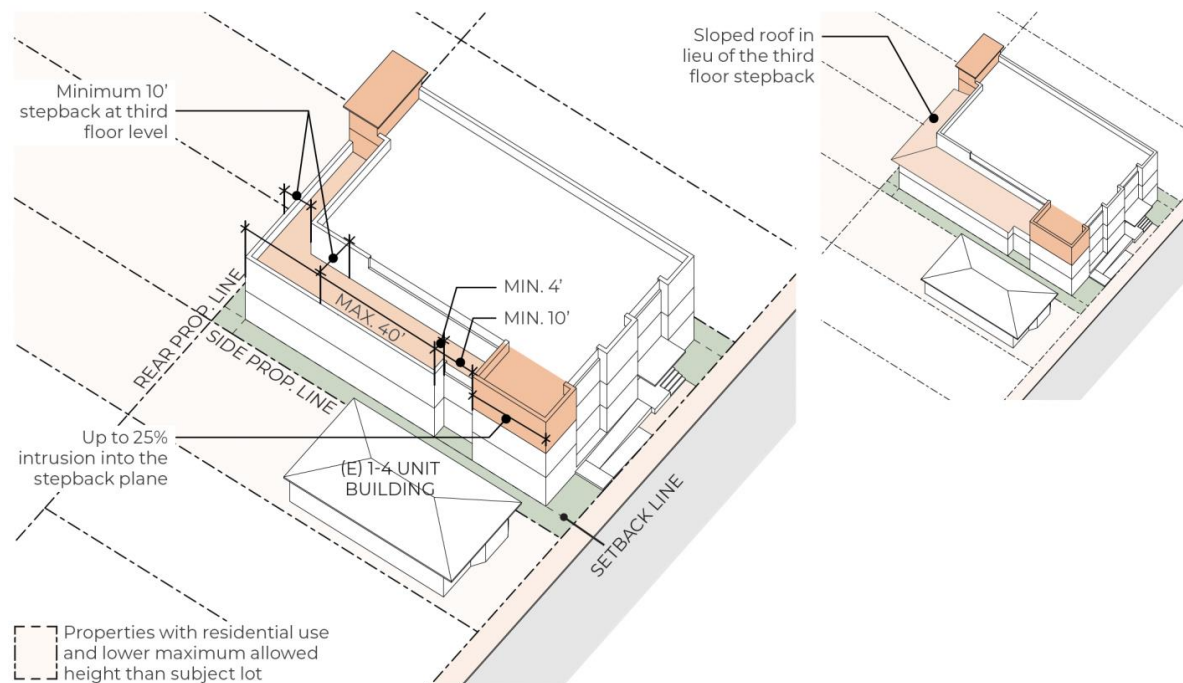 Minimum 10’
stepback at third
floor level
Sloped roof in
lieu of the third
floor stepback
MIN. 4’
MIN. 10’
MAX. 40’
REAR PROP LINE
SIDE PROP. LINE
Up to 25%
intrusion into the
stepback plane
(E) 1-4 UNIT
BUILDING
SETBACK LINE
Properties with residential use
and lower maximum allowed
height than subject lot